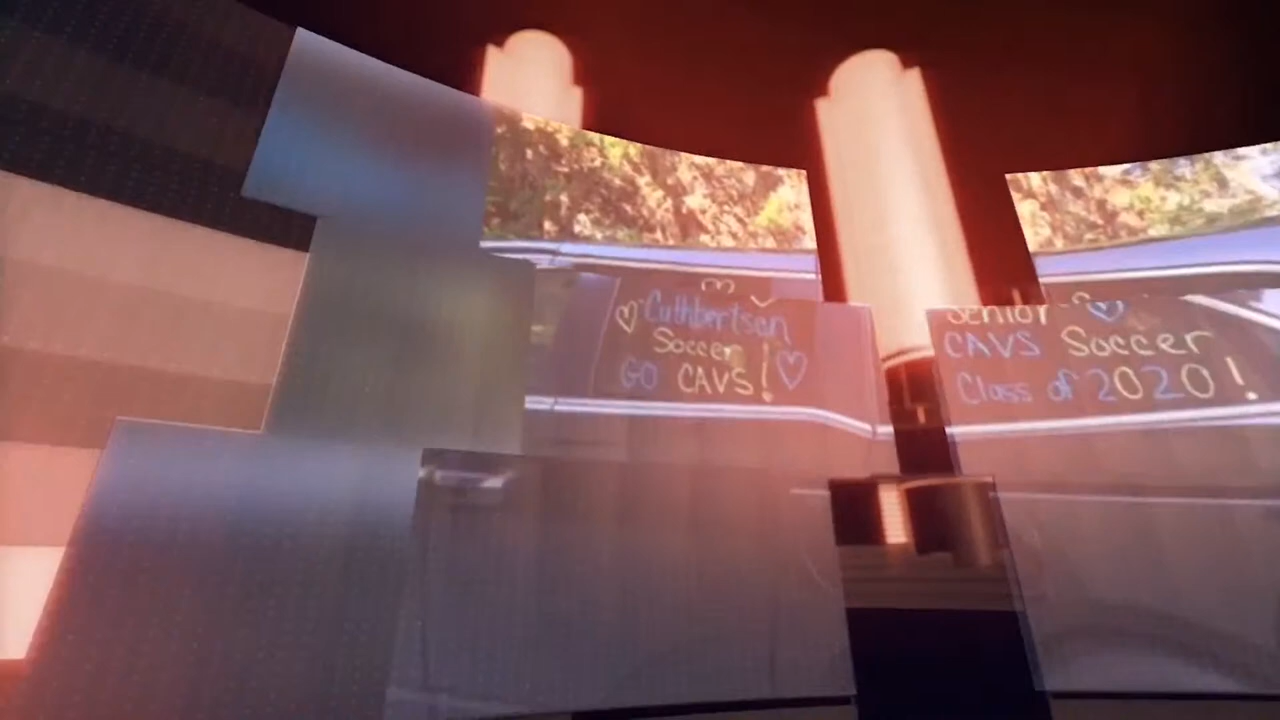 Cuthbertson
Soccer
GO CAVS!
Senior
CAVS Soccer
Class of 2020!